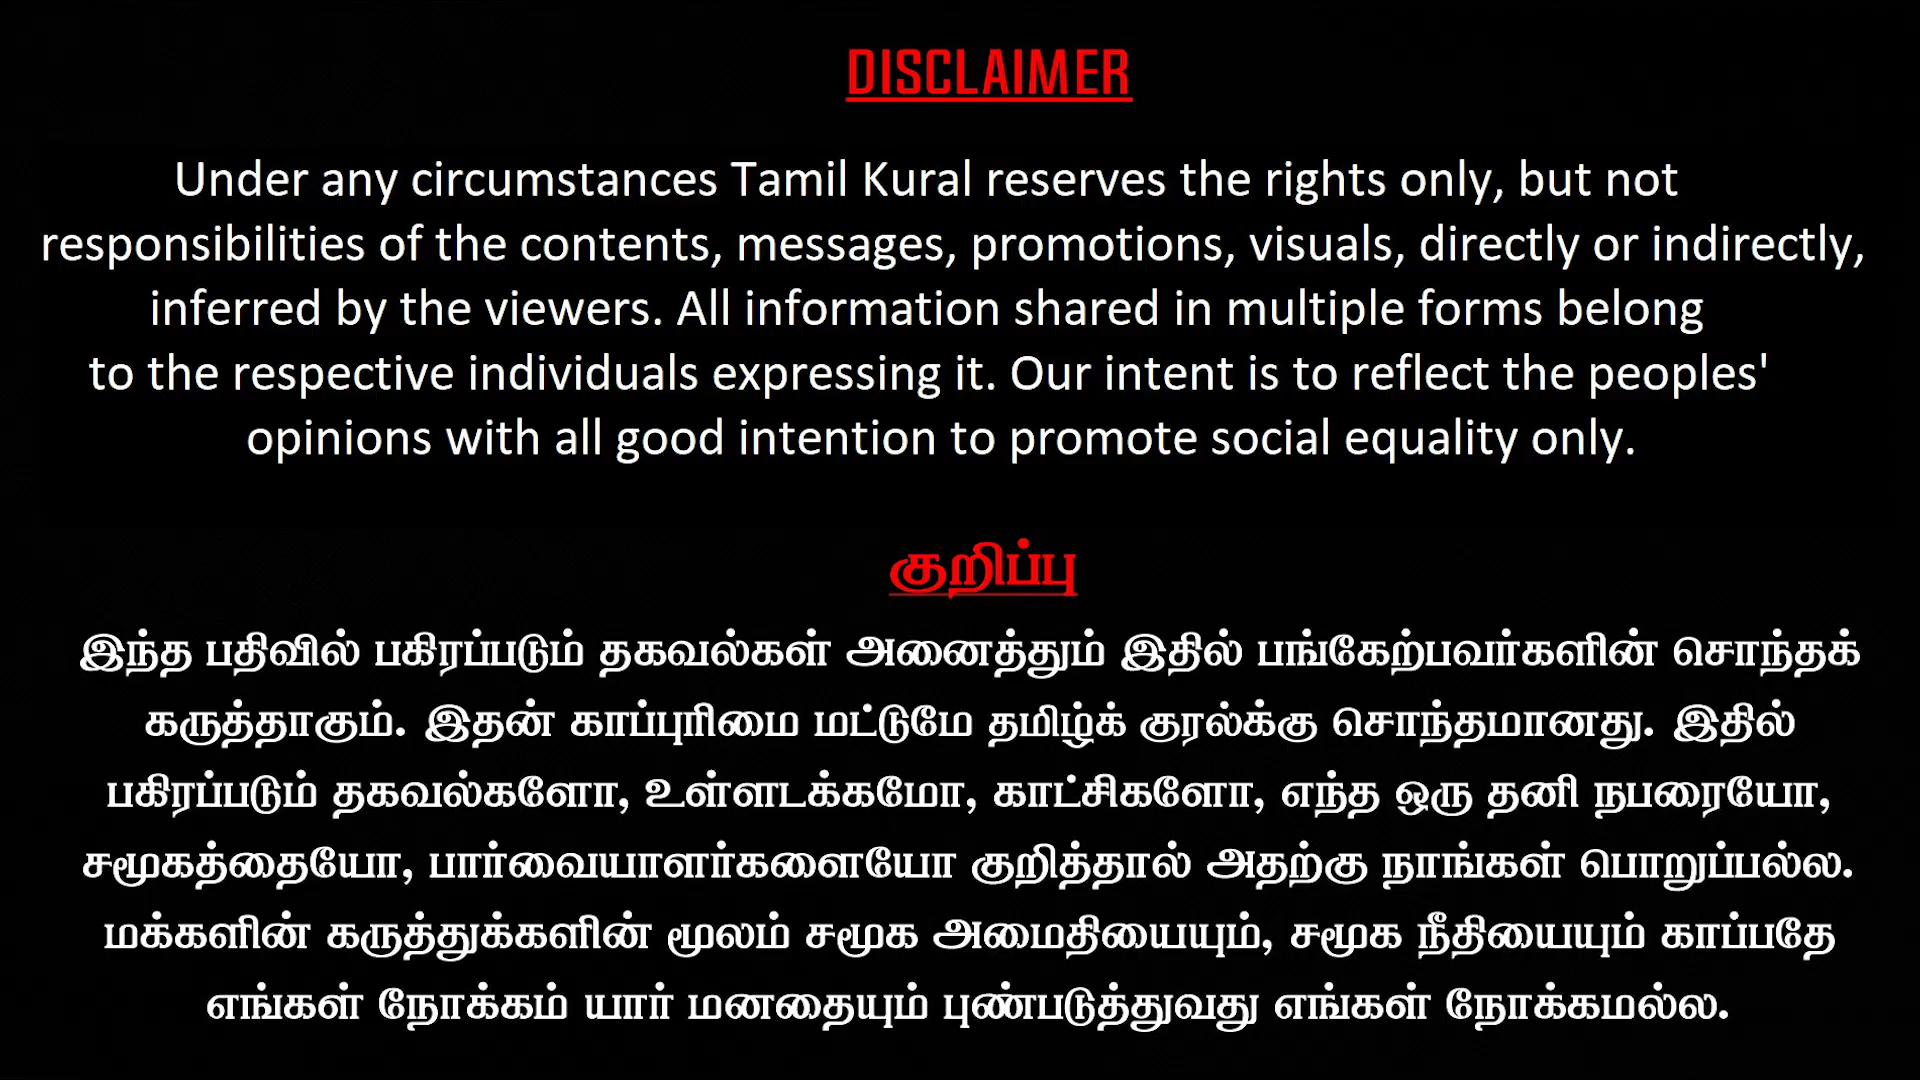 DISCLAIMER
Under any circumstances Tamil Kural reserves the rights only, but not
responsibilities of the contents, messages, promotions, visuals, directly or indirectly,
inferred by the viewers. All information shared in multiple forms belong
to the respective individuals expressing it. Our intent is to reflect the peoples'
opinions with all good intention to promote social equality only.
குறிப்பு
இந்த பதிவில் பகிரப்படும் தகவல்கள் அனைத்தும் இதில் பங்கேற்பவர்களின் சொந்தக்
கருத்தாகும். இதன் காப்புரிமை மட்டுமே தமிழ்க் குரல்க்கு சொந்தமானது. இதில்
பகிரப்படும் தகவல்களோ, உள்ளடக்கமோ, காட்சிகளோ, எந்த ஒரு தனி நபரையோ,
சமூகத்தையோ, பார்வையாளர்களையோ குறித்தால் அதற்கு நாங்கள் பொறுப்பல்ல.
மக்களின் கருத்துக்களின் மூலம் சமூக அமைதியையும், சமூக நீதியையும் காப்பதே
எங்கள் நோக்கம் யார் மனதையும் புண்படுத்துவது எங்கள் நோக்கமல்ல.